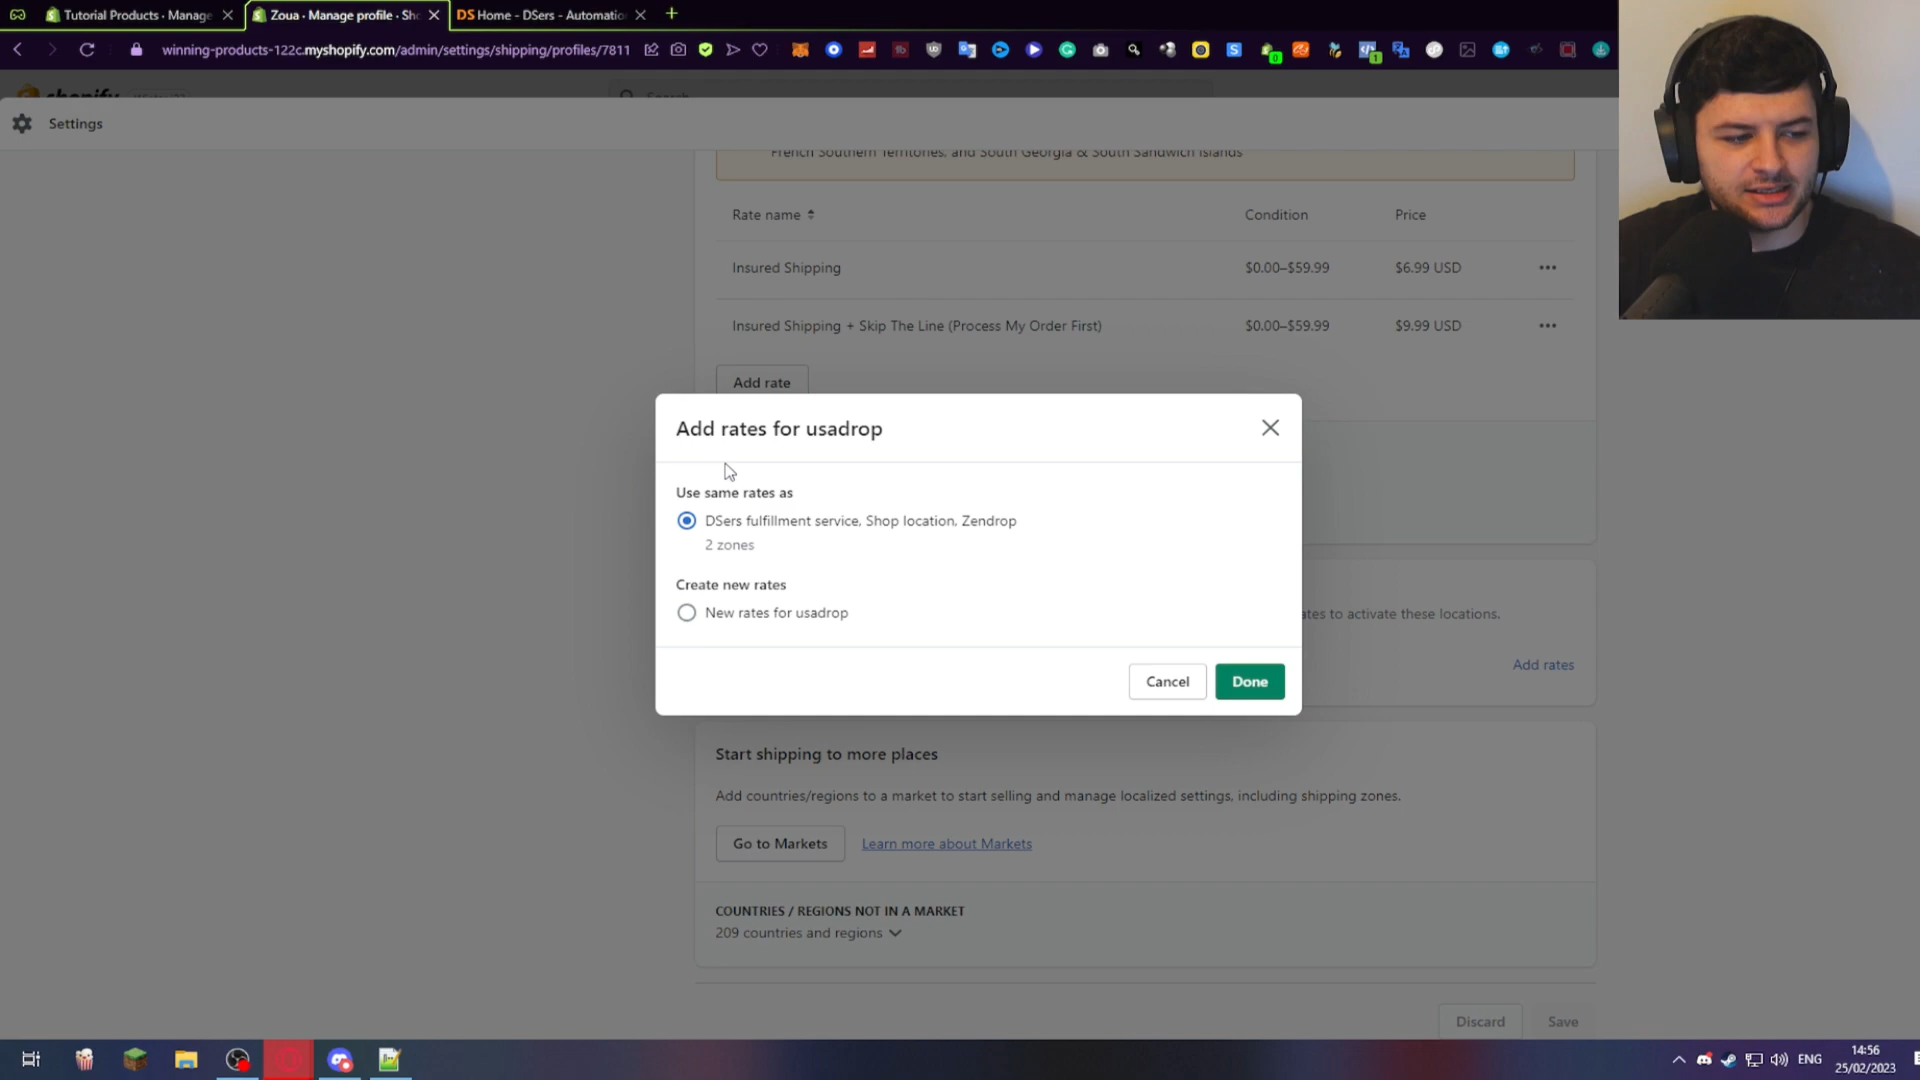 Tutorial Products · Manage
Zoua · Manage profile · Sho
DS Home - DSers - Automatio
winning-products-122c.myshopify.com/admin/settings/shipping/profiles/7811
shopify
Search
Settings
French Southern Territories, and South Georgia & South Sandwich Islands
Rate name
Condition
Price
Insured Shipping
$0.00–$59.99
$6.99 USD
Insured Shipping + Skip The Line (Process My Order First)
$0.00–$59.99
$9.99 USD
Add rate
Add rates for usadrop
Use same rates as
DSers fulfillment service, Shop location, Zendrop
2 zones
Create new rates
New rates for usadrop
ates to activate these locations.
Add rates
Cancel
Done
Start shipping to more places
Add countries/regions to a market to start selling and manage localized settings, including shipping zones.
Go to Markets
Learn more about Markets
COUNTRIES / REGIONS NOT IN A MARKET
209 countries and regions
Discard
Save
ENG
14:56
25/02/2023